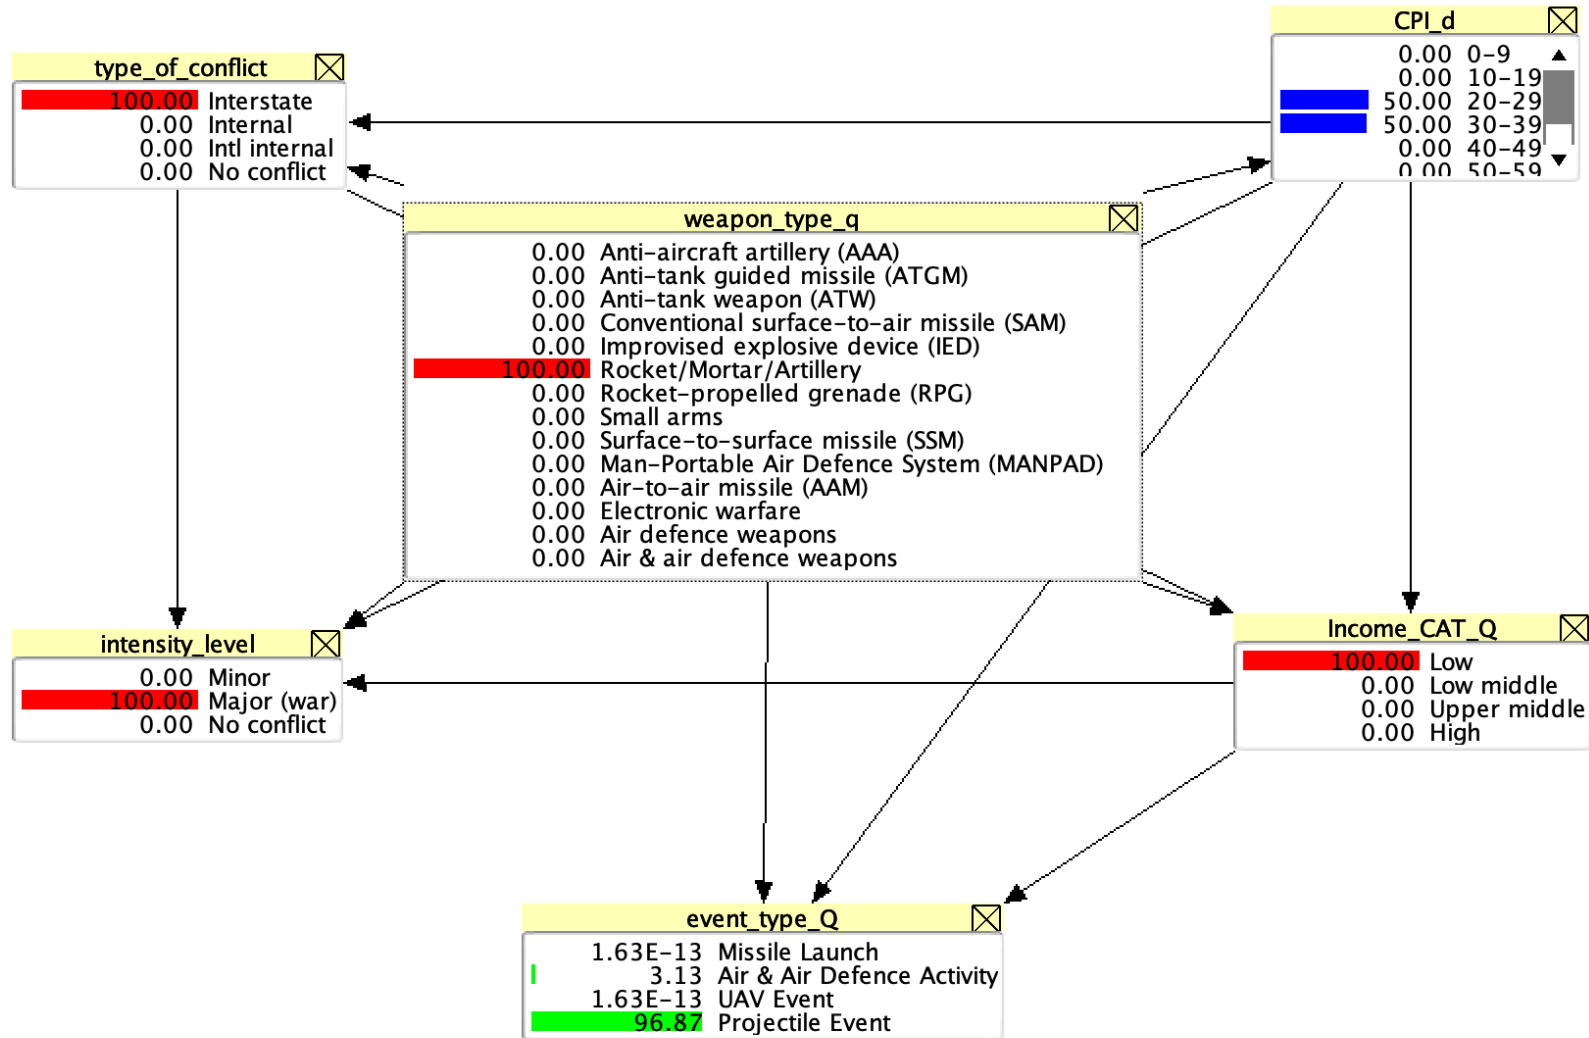 CPI_d
0.00 0-9
0.00 10-19
50.00 20-29
50.00 30-39
0.00 40-49
0.00 50-59
type_of_conflict
100.00 Interstate
0.00 Internal
0.00 Intl internal
0.00 No conflict
weapon_type_q
0.00 Anti-aircraft artillery (AAA)
0.00 Anti-tank guided missile (ATGM)
0.00 Anti-tank weapon (ATW)
0.00 Conventional surface-to-air missile (SAM)
0.00 Improvised explosive device (IED)
100.00 Rocket/Mortar/Artillery
0.00 Rocket-propelled grenade (RPG)
0.00 Small arms
0.00 Surface-to-surface missile (SSM)
0.00 Man-Portable Air Defence System (MANPAD)
0.00 Air-to-air missile (AAM)
0.00 Electronic warfare
0.00 Air defence weapons
0.00 Air & air defence weapons
intensity_level
0.00 Minor
100.00 Major (war)
0.00 No conflict
Income_CAT_Q
100.00 Low
0.00 Low middle
0.00 Upper middle
0.00 High
event_type_Q
1.63E-13 Missile Launch
3.13 Air & Air Defence Activity
1.63E-13 UAV Event
96.87 Projectile Event